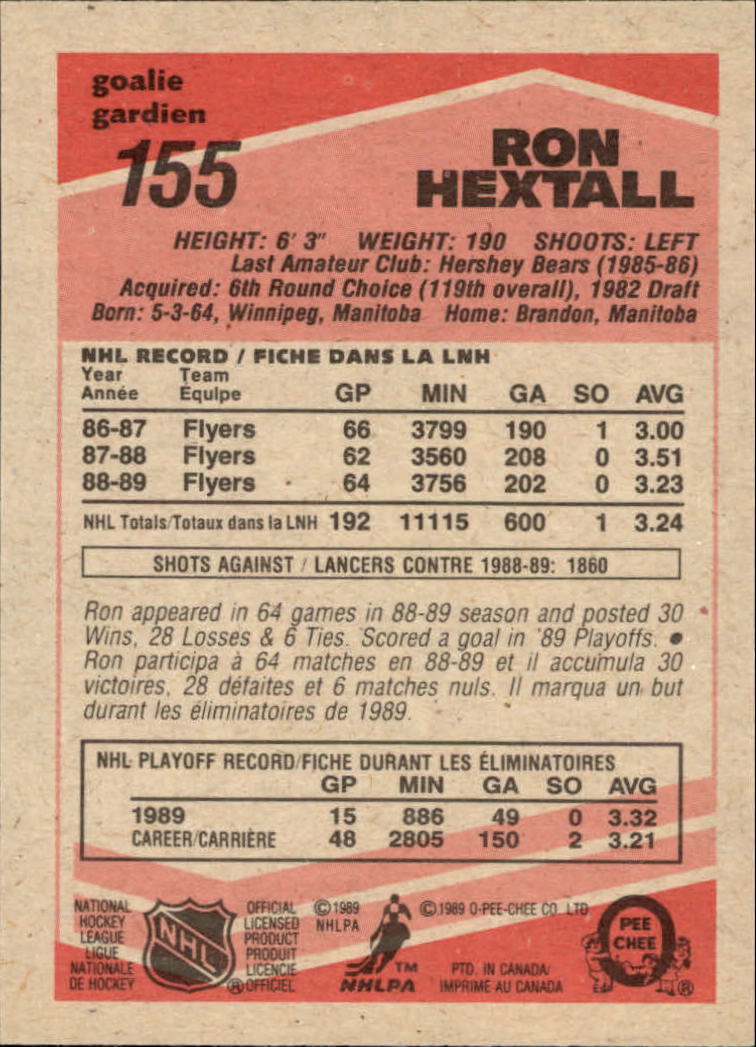 goalie
gardien
155
RON
HEXTALL
HEIGHT: 6' 3" WEIGHT: 190 SHOOTS: LEFT
Last Amateur Club: Hershey Bears (1985-86)
Acquired: 6th Round Choice (119th overall), 1982 Draft
Born: 5-3-64, Winnipeg, Manitoba Home: Brandon, Manitoba
NHL RECORD / FICHE DANS LA LNH
Year Team
Année Équipe GP MIN GA SO AVG
86-87 Flyers 66 3799 190 1 3.00
87-88 Flyers 62 3560 208 0 3.51
88-89 Flyers 64 3756 202 0 3.23
NHL Totals/Totaux dans la LNH 192 11115 600 1 3.24
SHOTS AGAINST / LANCERS CONTRE 1988-89: 1860
Ron appeared in 64 games in 88-89 season and posted 30
Wins, 28 Losses & 6 Ties. Scored a goal in '89 Playoffs. ●
Ron participa à 64 matches en 88-89 et il accumula 30
victoires, 28 défaites et 6 matches nuls. Il marqua un but
durant les éliminatoires de 1989.
NHL PLAYOFF RECORD/FICHE DURANT LES ÉLIMINATOIRES
GP MIN GA SO AVG
1989 15 886 49 0 3.32
CAREER/CARRIÈRE 48 2805 150 2 3.21
NATIONAL
HOCKEY
LEAGUE
LIGUE
NATIONALE
DE HOCKEY
NHL
OFFICIAL
LICENSED
PRODUCT
PRODUIT
LICENCIE
® OFFICIEL
© 1989
NHLPA
TM
NHLPA
© 1989 O-PEE-CHEE CO. LTD
PTD. IN CANADA/
IMPRIME AU CANADA
PEE
CHEE
®